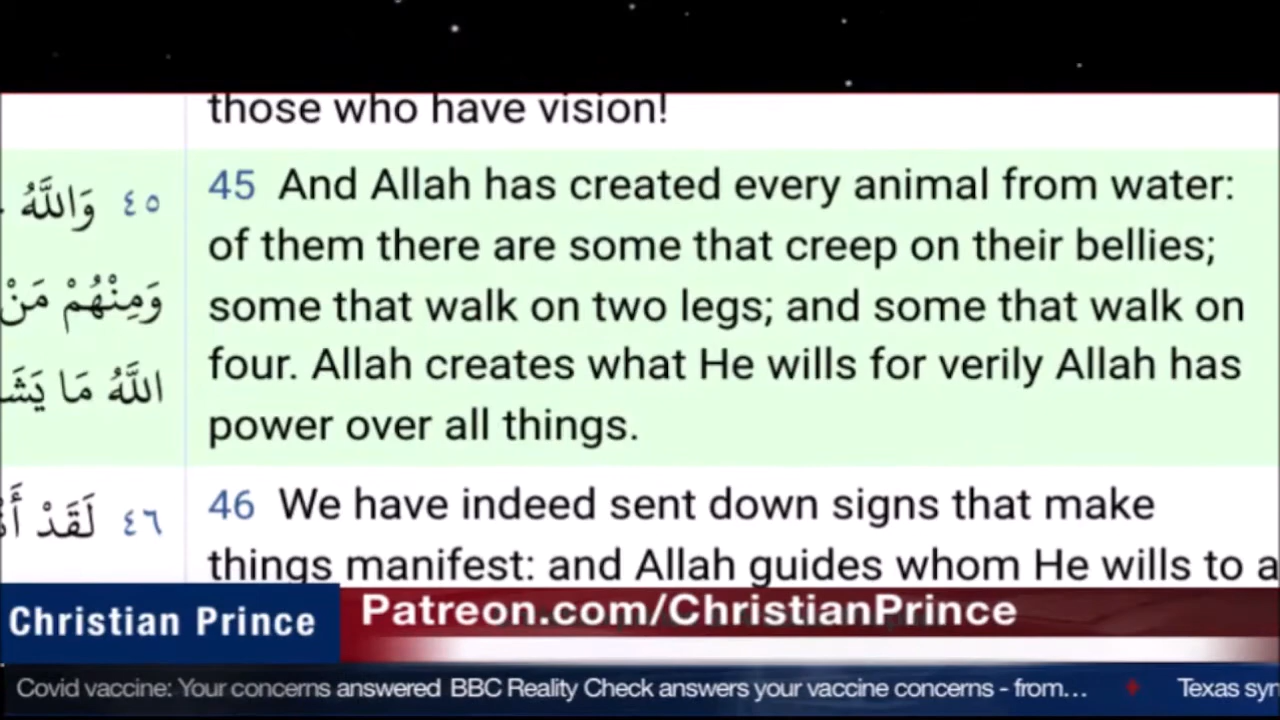 those who have vision!
٤٥ وَاللَّهُ
45 And Allah has created every animal from water:
of them there are some that creep on their bellies;
وَمِنْهُمْ مَنْ
some that walk on two legs; and some that walk on
four. Allah creates what He wills for verily Allah has
اللَّهُ مَا
power over all things.
٤٦ لَقَدْ
46 We have indeed sent down signs that make
things manifest: and Allah guides whom He wills to a
Christian Prince
Patreon.com/ChristianPrince
Covid vaccine: Your concerns answered BBC Reality Check answers your vaccine concerns - from... Texas